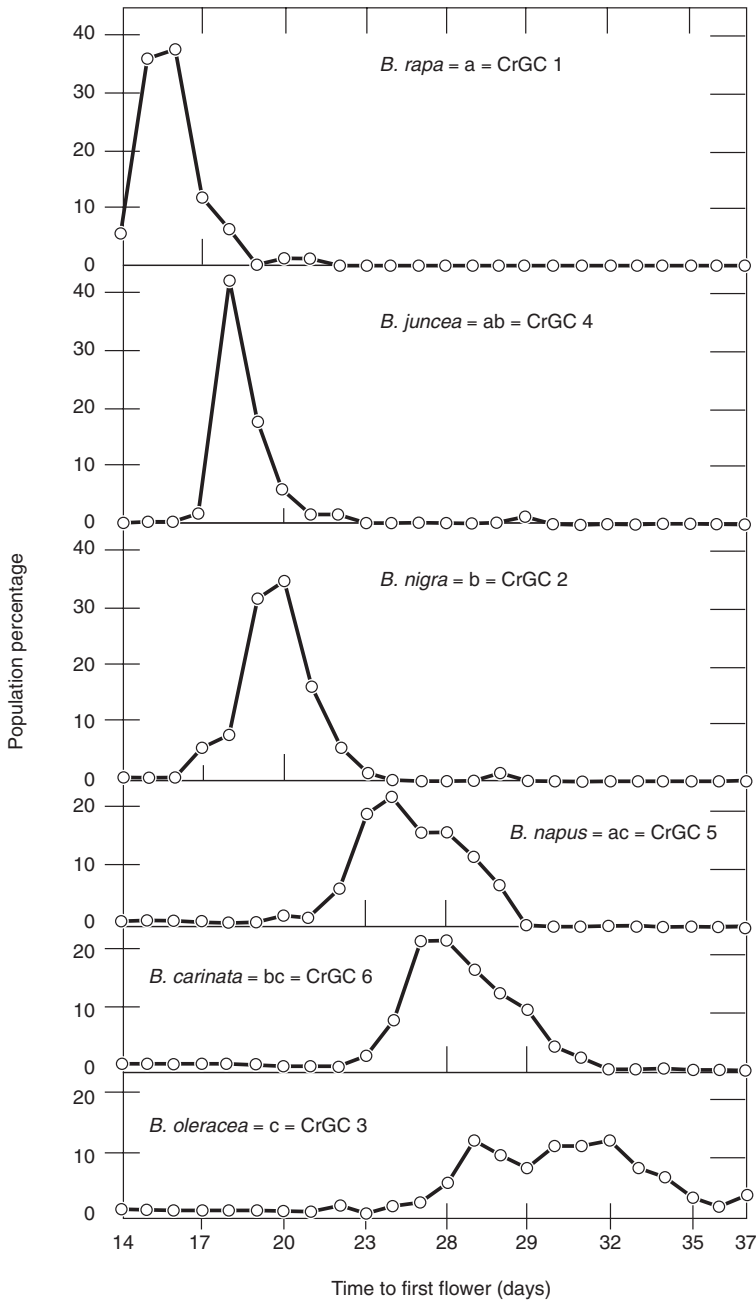 40
B. rapa = a = CrGC 1
30
20
10
0
40
B. juncea = ab = CrGC 4
30
20
10
0
40
B. nigra = b = CrGC 2
30
20
10
0
20
B. napus = ac = CrGC 5
10
0
20
B. carinata = bc = CrGC 6
10
0
20
B. oleracea = c = CrGC 3
10
0
14 17 20 23 28 29 32 35 37
Population percentage
Time to first flower (days)